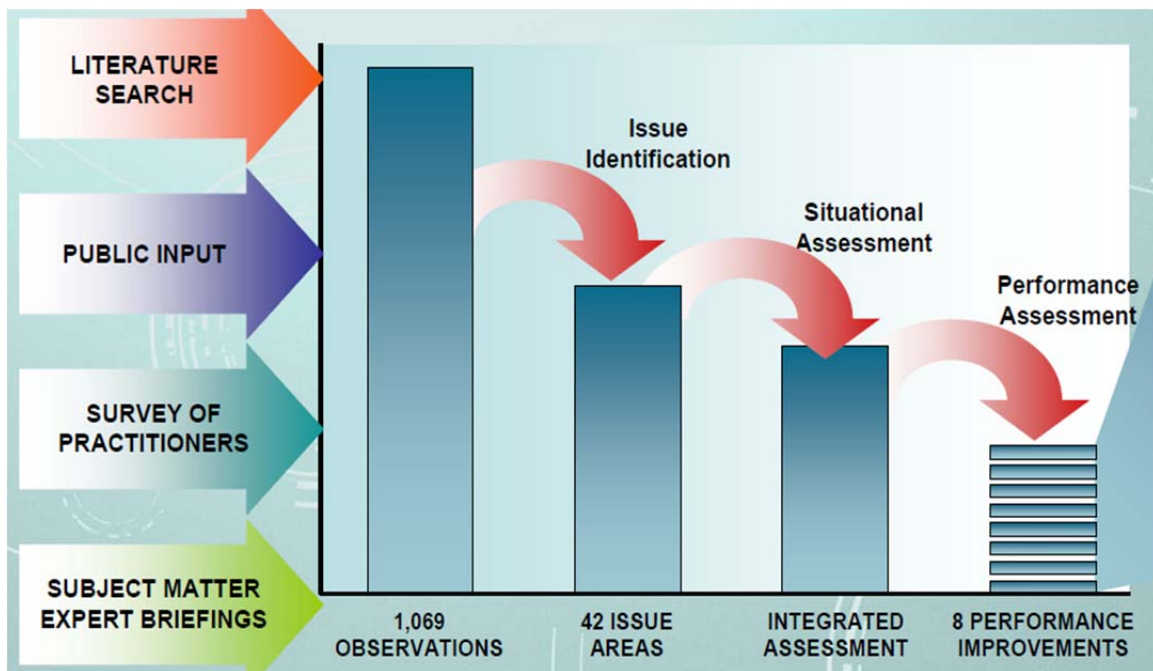 LITERATURE
SEARCH
PUBLIC INPUT
SURVEY OF
PRACTITIONERS
SUBJECT MATTER
EXPERT BRIEFINGS
Issue
Identification
Situational
Assessment
Performance
Assessment
1,069
OBSERVATIONS
42 ISSUE
AREAS
INTEGRATED
ASSESSMENT
8 PERFORMANCE
IMPROVEMENTS